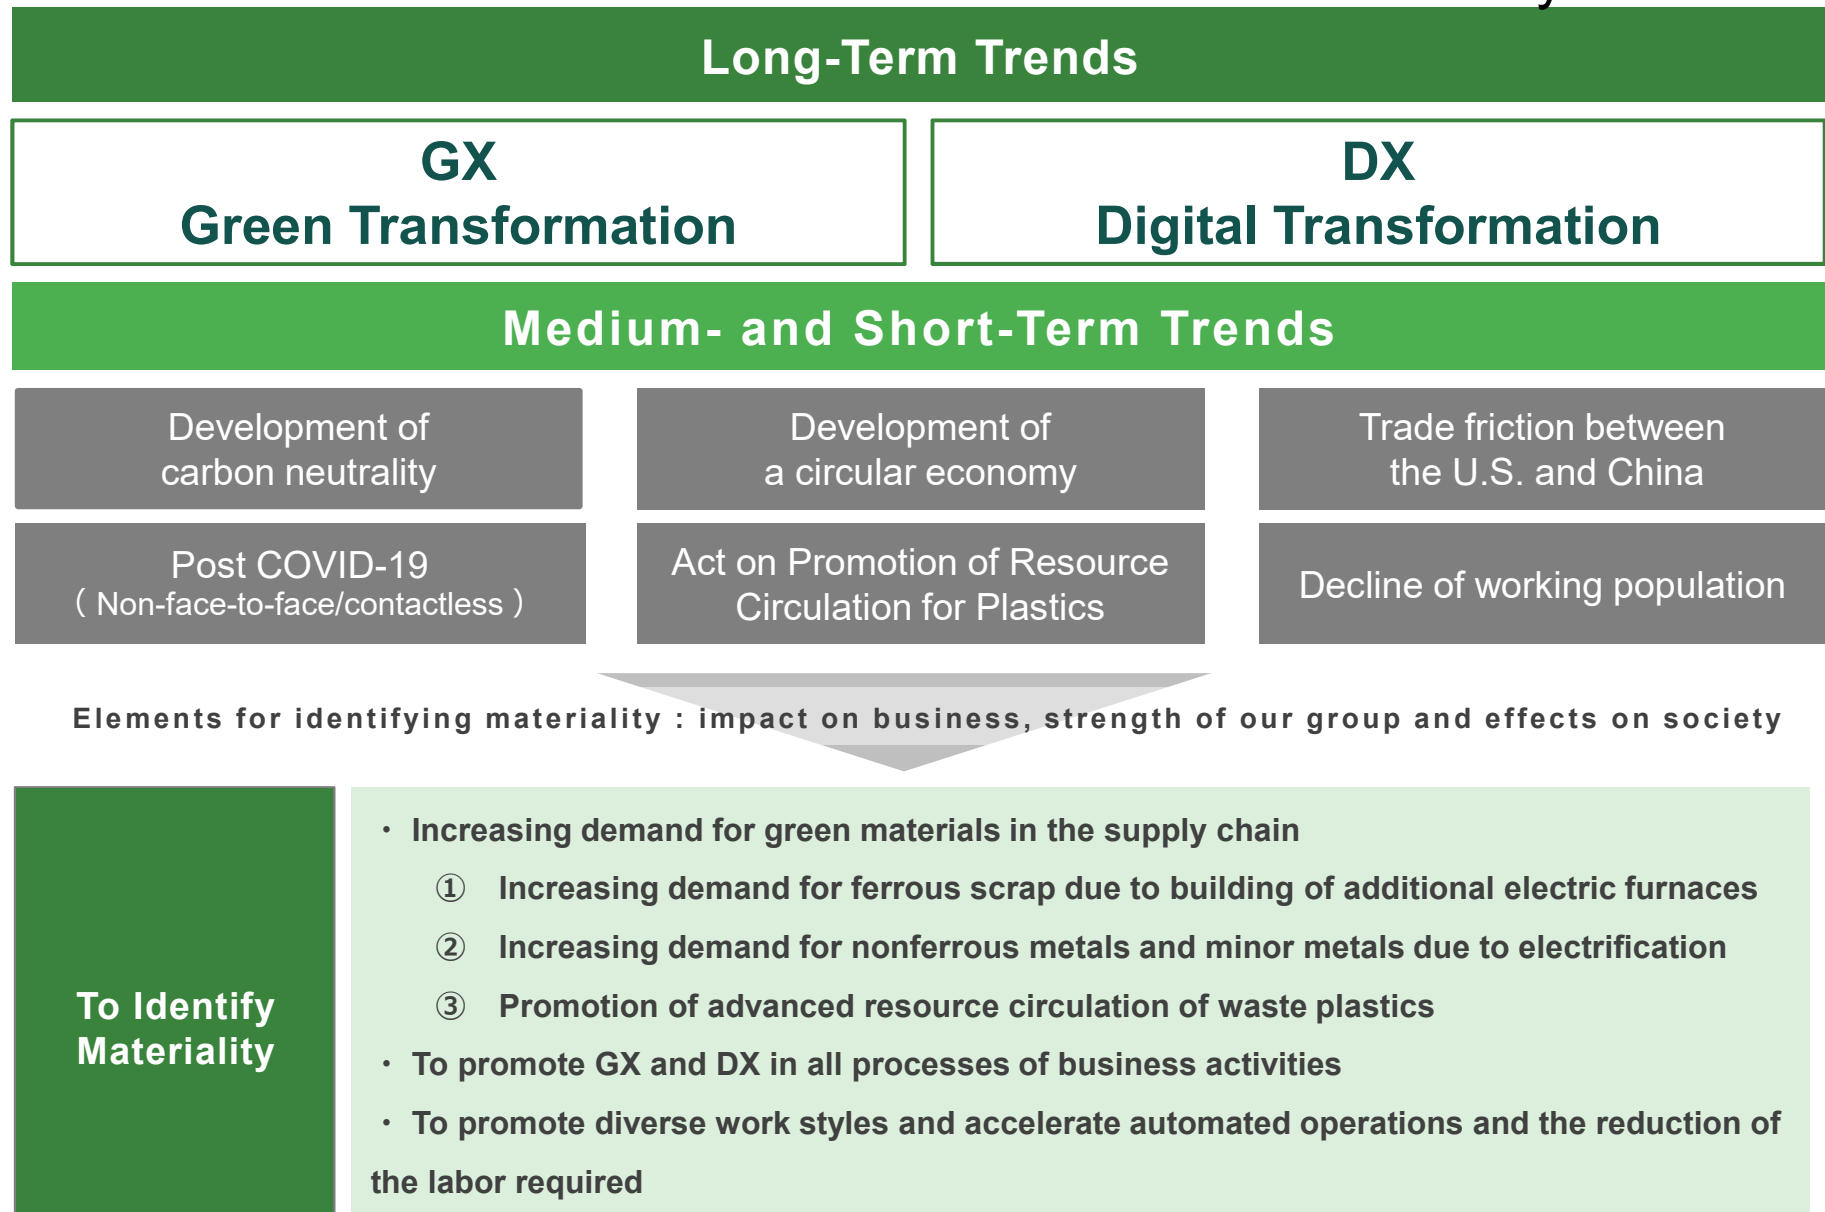 Long-Term Trends
GX
Green Transformation
DX
Digital Transformation
Medium- and Short-Term Trends
Development of
carbon neutrality
Development of
a circular economy
Trade friction between
the U.S. and China
Post COVID-19
（ Non-face-to-face/contactless ）
Act on Promotion of Resource
Circulation for Plastics
Decline of working population
Elements for identifying materiality : impact on business, strength of our group and effects on society
To Identify
Materiality
・ Increasing demand for green materials in the supply chain
① Increasing demand for ferrous scrap due to building of additional electric furnaces
② Increasing demand for nonferrous metals and minor metals due to electrification
③ Promotion of advanced resource circulation of waste plastics
・ To promote GX and DX in all processes of business activities
・ To promote diverse work styles and accelerate automated operations and the reduction of
the labor required